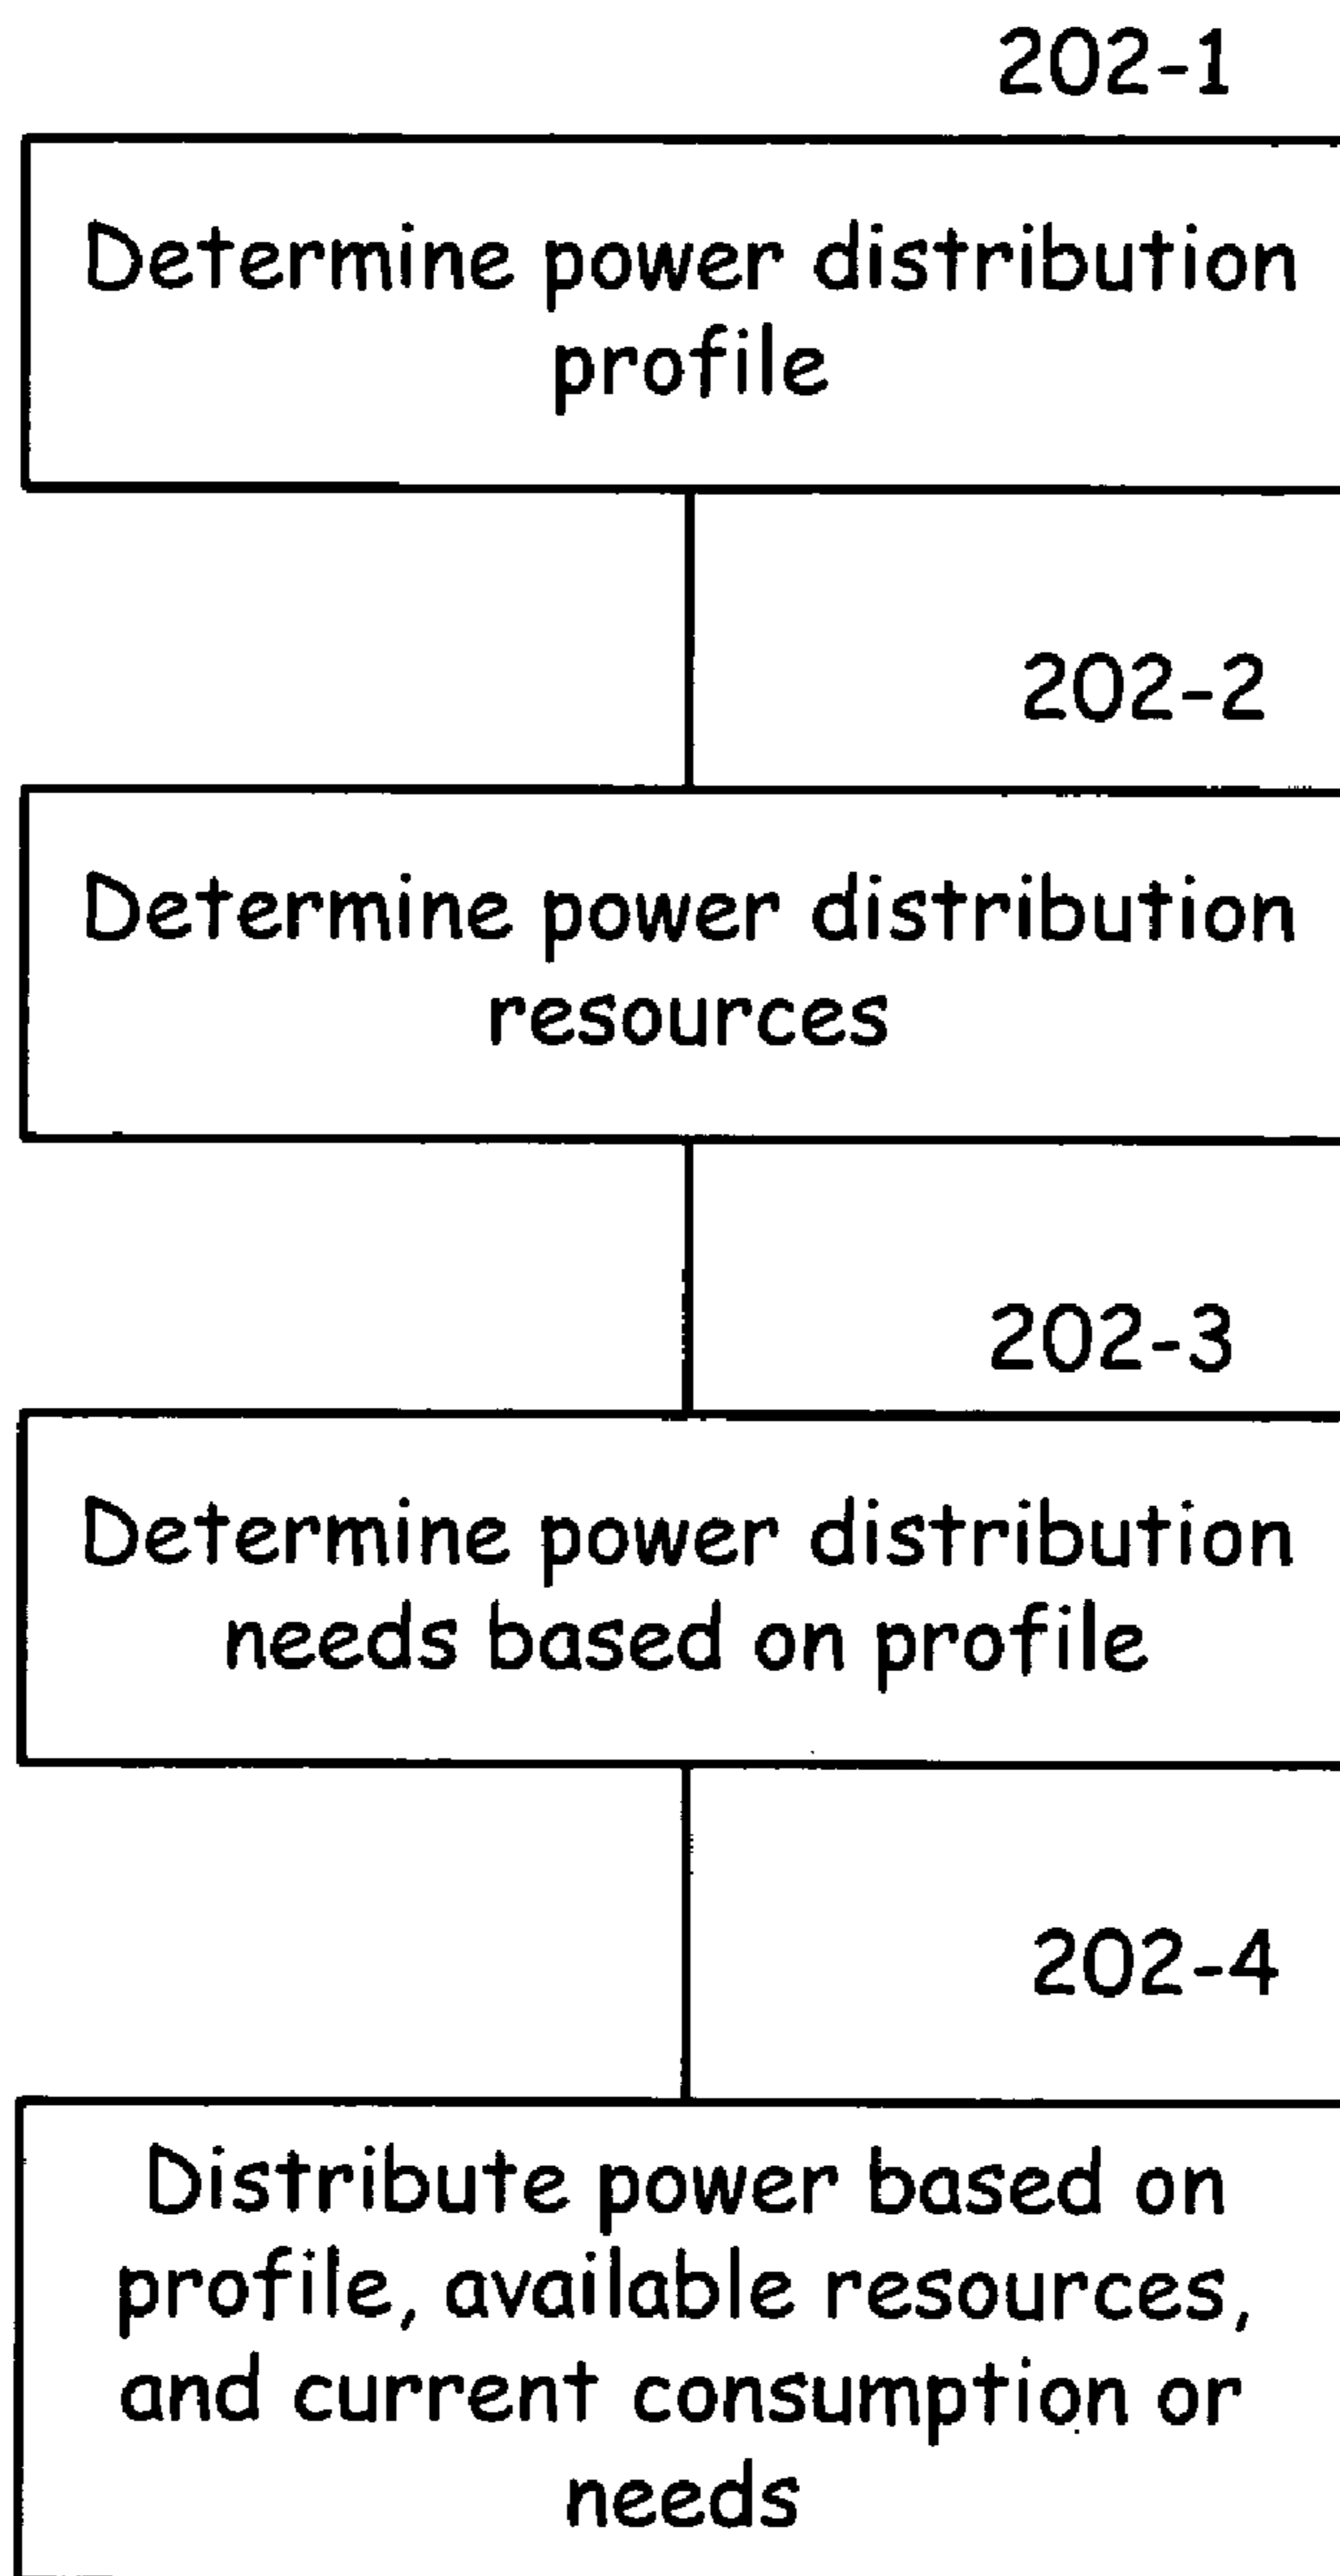 202-1
Determine power distribution
profile
202-2
Determine power distribution
resources
202-3
Determine power distribution
needs based on profile
202-4
Distribute power based on
profile, available resources,
and current consumption or
needs